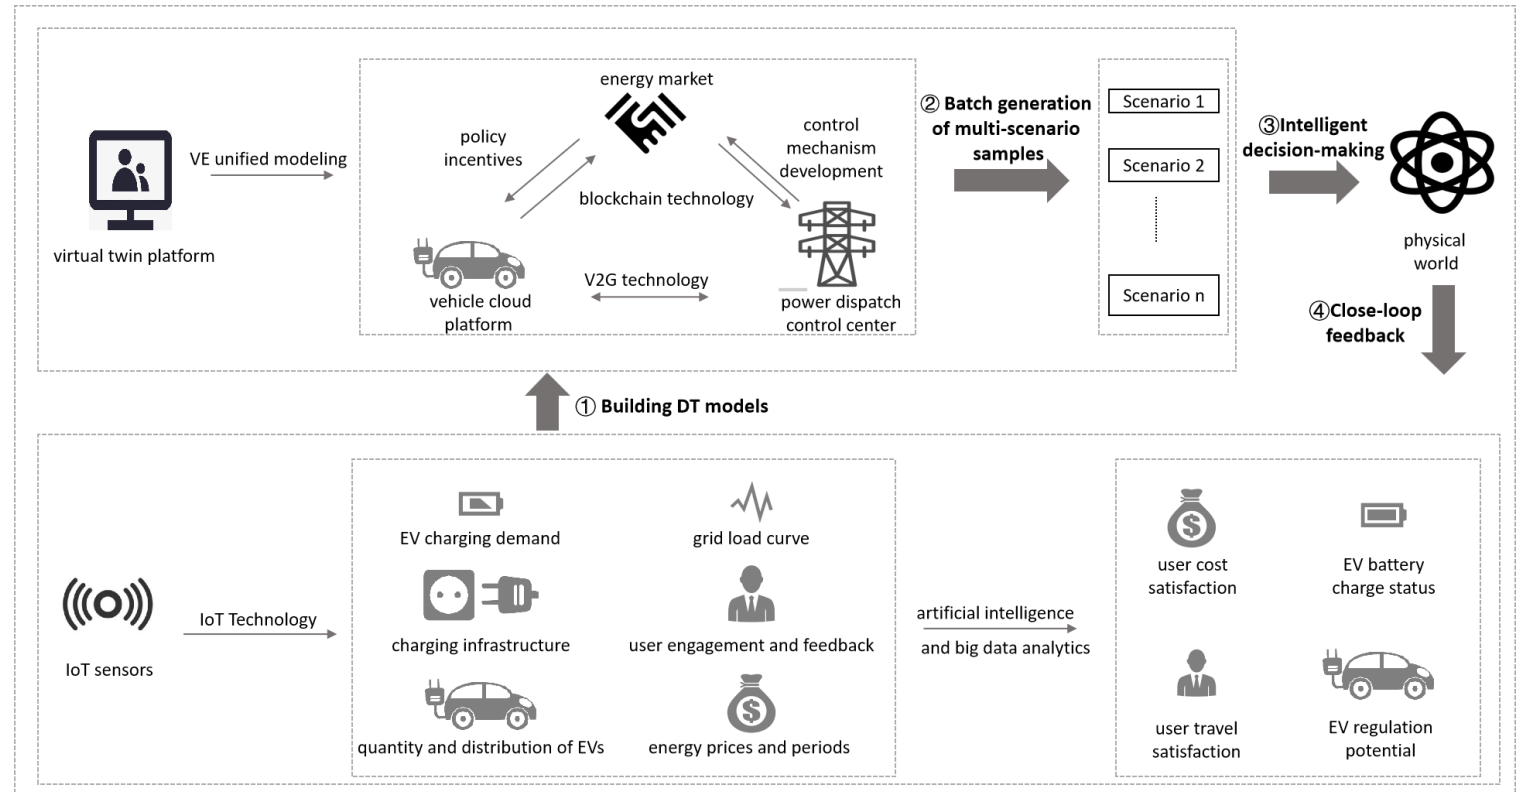 energy market
② Batch generation
of multi-scenario
samples
Scenario 1
③Intelligent
decision-making
policy
incentives
control
mechanism
development
VE unified modeling
Scenario 2
blockchain technology
virtual twin platform
physical
world
V2G technology
vehicle cloud
platform
power dispatch
control center
Scenario n
④Close-loop
feedback
① Building DT models
EV charging demand
grid load curve
user cost
satisfaction
EV battery
charge status
IoT Technology
artificial intelligence
and big data analytics
charging infrastructure
user engagement and feedback
IoT sensors
$
$
quantity and distribution of EVs
energy prices and periods
user travel
satisfaction
EV regulation
potential